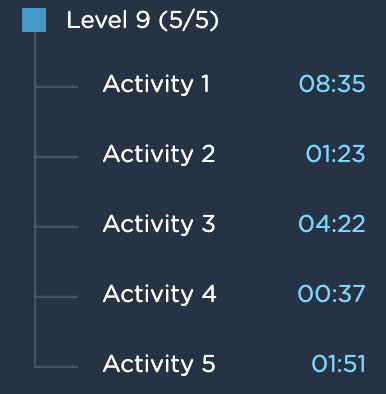 Level 9 (5/5)
Activity 1 08:35
Activity 2 01:23
Activity 3 04:22
Activity 4 00:37
Activity 5 01:51